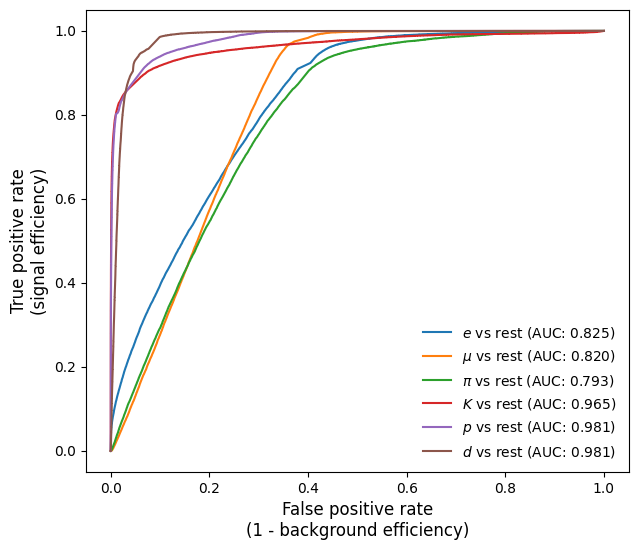 True positive rate
(signal efficiency)
1.0
0.8
0.6
0.4
0.2
0.0
e vs rest (AUC: 0.825)
μ vs rest (AUC: 0.820)
π vs rest (AUC: 0.793)
K vs rest (AUC: 0.965)
p vs rest (AUC: 0.981)
d vs rest (AUC: 0.981)
0.0 0.2 0.4 0.6 0.8 1.0
False positive rate
(1 - background efficiency)